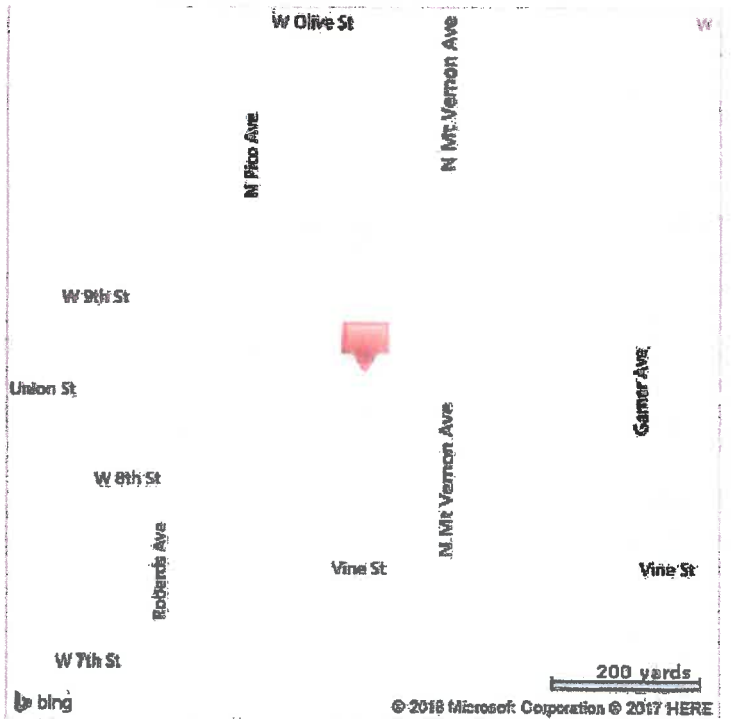 W Olive St
N Mt Vernon Ave
W
N Pico Ave
W 9th St
Union St
Garner Ave
W 8th St
N Mt Vernon Ave
Roberds Ave
Vine St
Vine St
W 7th St
200 yards
bing
© 2018 Microsoft Corporation © 2017 HERE